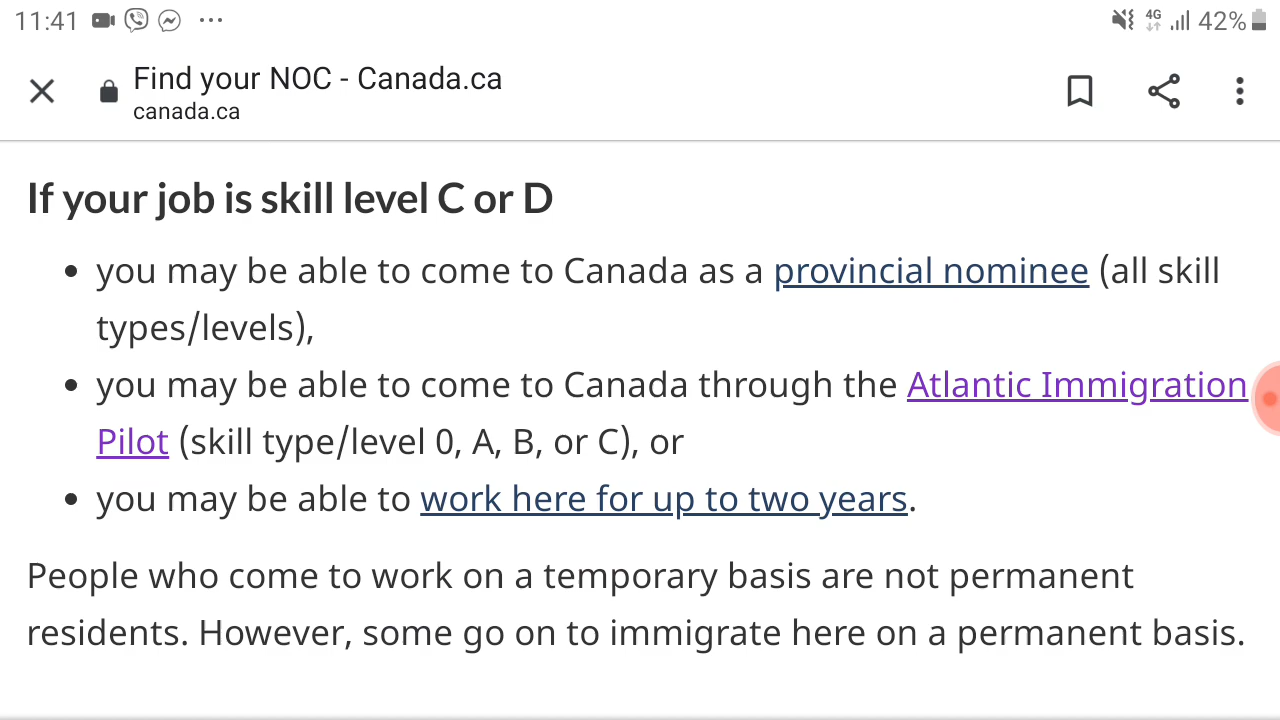 11:41
4G 42%
Find your NOC - Canada.ca
canada.ca
If your job is skill level C or D
• you may be able to come to Canada as a provincial nominee (all skill
types/levels),
• you may be able to come to Canada through the Atlantic Immigration
Pilot (skill type/level 0, A, B, or C), or
• you may be able to work here for up to two years.
People who come to work on a temporary basis are not permanent
residents. However, some go on to immigrate here on a permanent basis.